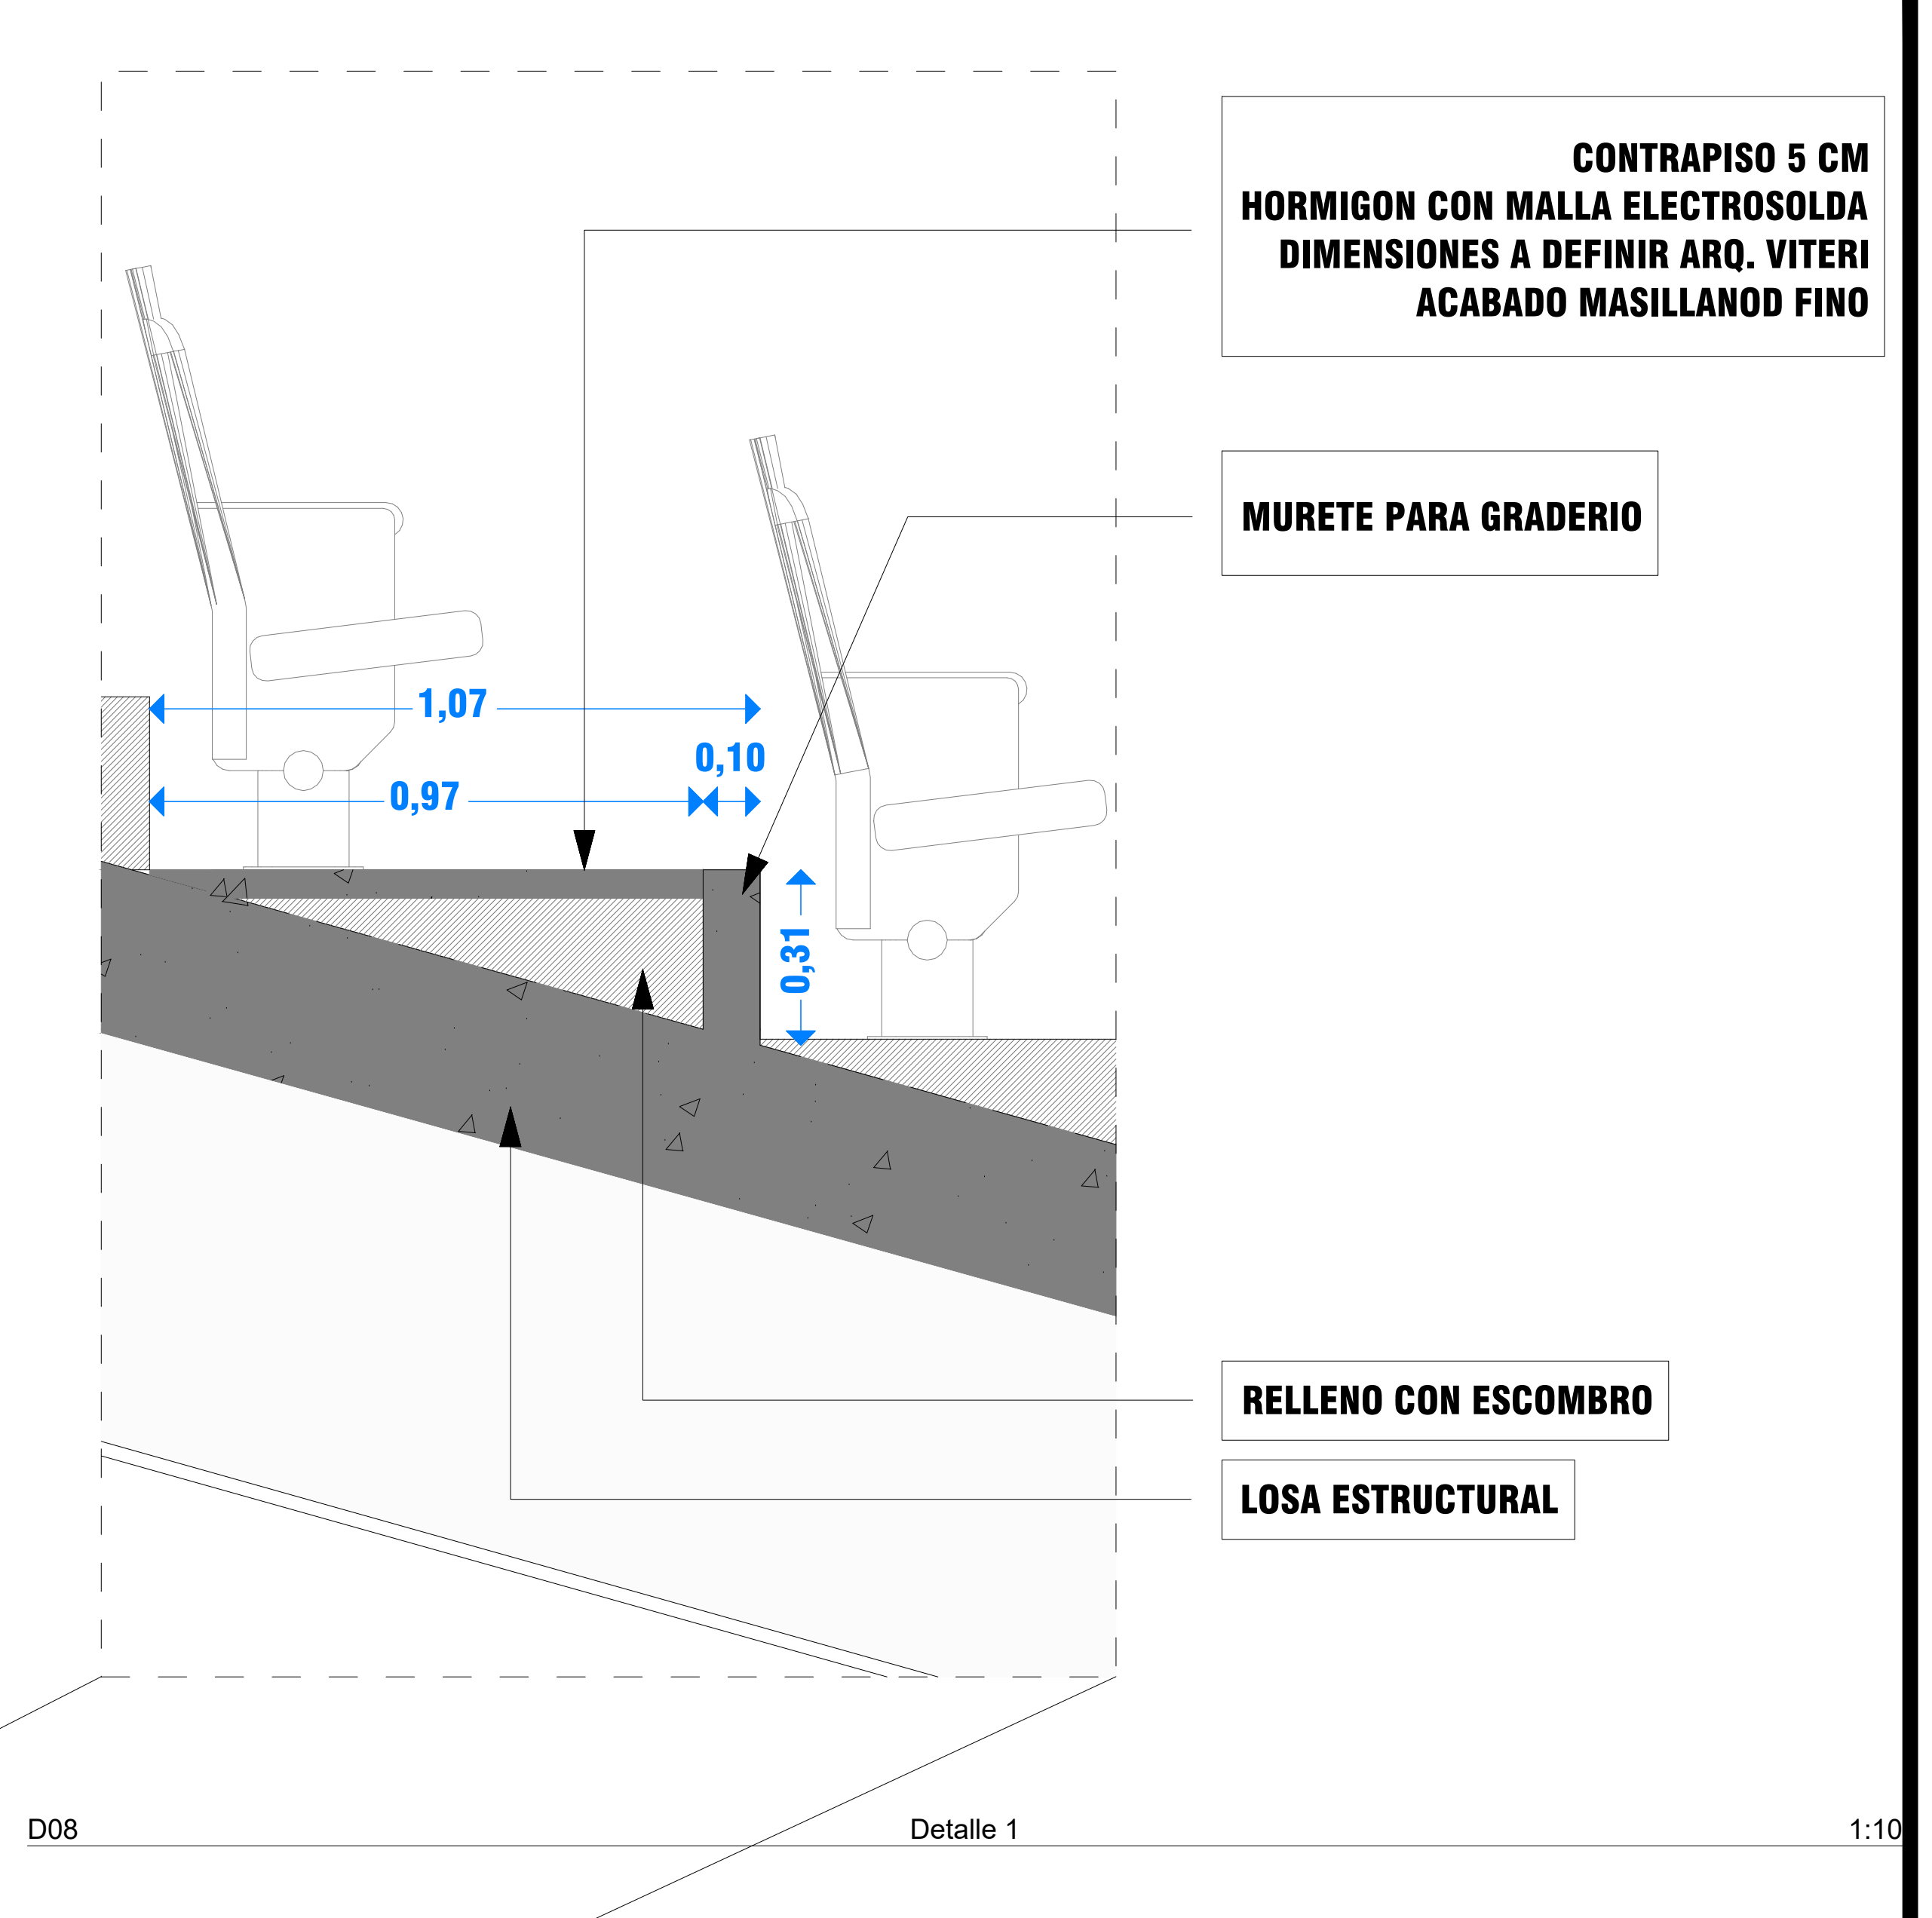 CONTRAPISO 5 CM
HORMIGON CON MALLA ELECTROSOLDA
DIMENSIONES A DEFINIR ARQ. VITERI
ACABADO MASILLANOD FINO
MURETE PARA GRADERIO
1,07
0,10
0,97
0,31
RELLENO CON ESCOMBRO
LOSA ESTRUCTURAL
D08
Detalle 1
1:10